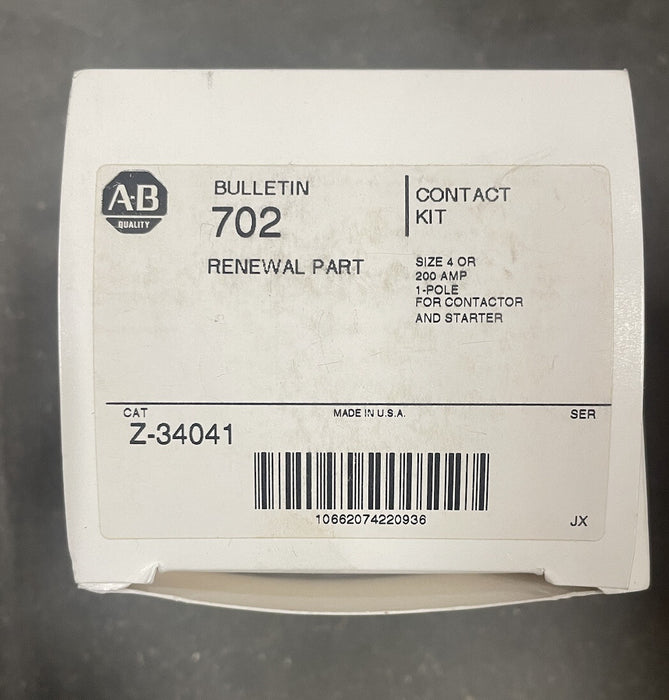 A-B
QUALITY
BULLETIN
702
RENEWAL PART
CONTACT
KIT
SIZE 4 OR
200 AMP
1-POLE
FOR CONTACTOR
AND STARTER
CAT
MADE IN U.S.A.
SER
Z-34041
10662074220936
JX